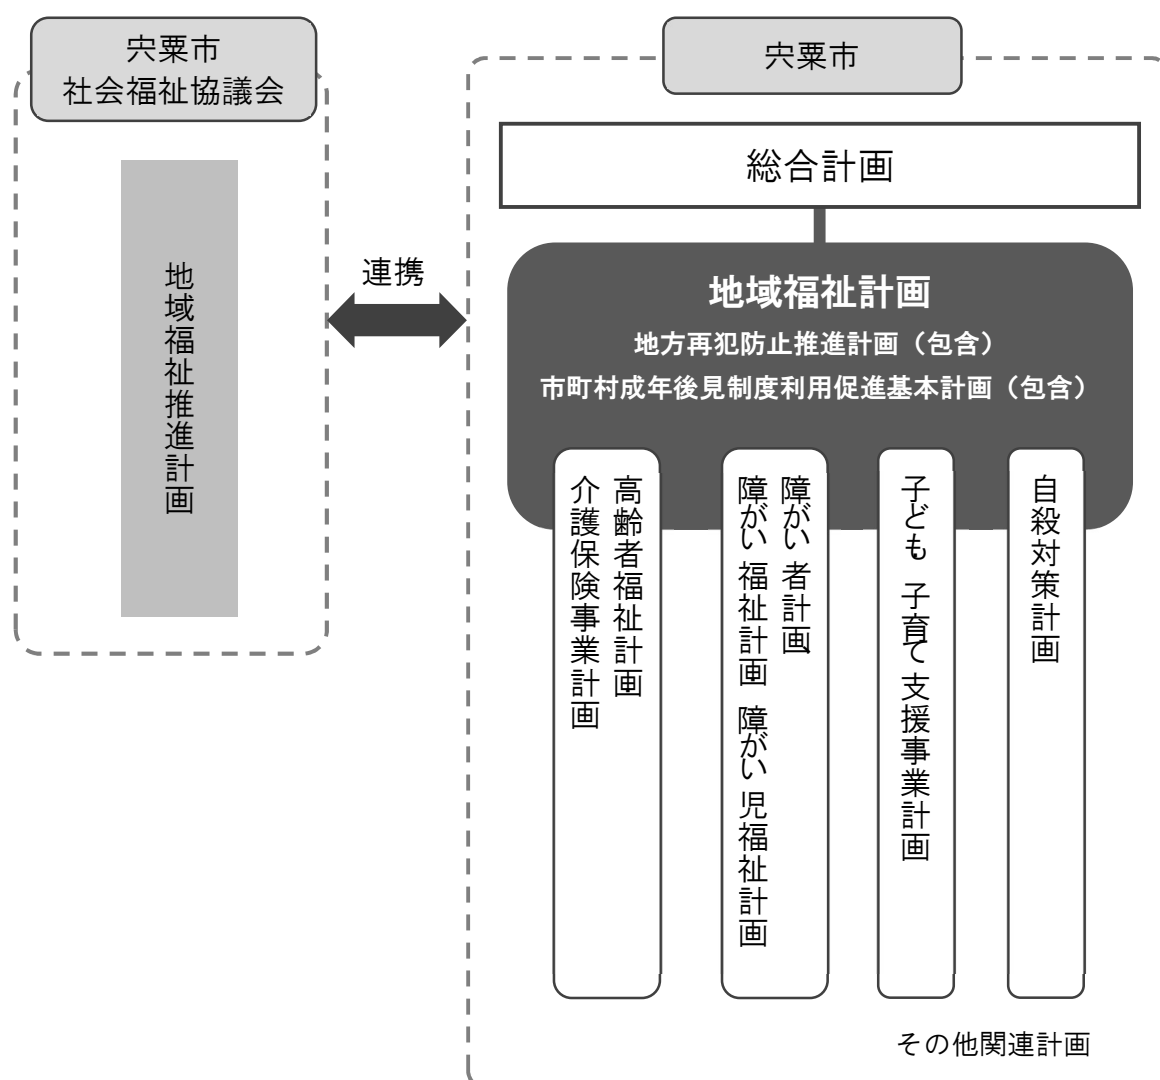 宍粟市
社会福祉協議会
地域福祉推進計画
連携
宍粟市
総合計画
地域福祉計画
地方再犯防止推進計画（包含）
市町村成年後見制度利用促進基本計画（包含）
高齢者福祉計画・
介護保険事業計画
障がい者計画、
障がい福祉計画・障がい児福祉計画
子ども・子育て支援事業計画
自殺対策計画
その他関連計画